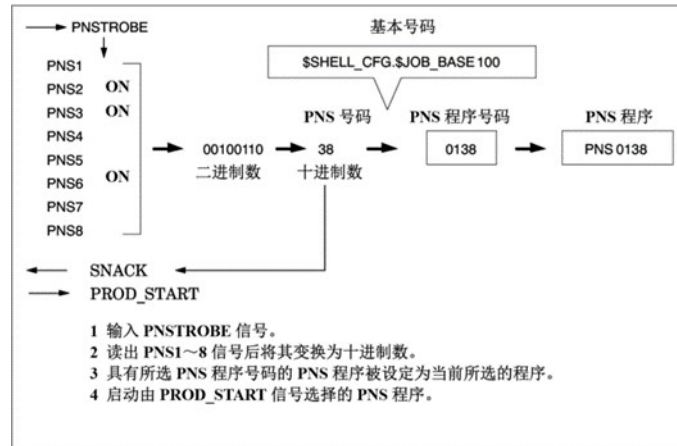 PNSTROBE
基本号码
$SHELL_CFG.$JOB_BASE 100
PNS1
PNS2 ON
PNS3 ON
PNS4
PNS5
PNS6 ON
PNS7
PNS8
PNS 号码
PNS 程序号码
PNS 程序
00100110
38
0138
PNS 0138
二进制数
十进制数
SNACK
PROD_START
1 输入 PNSTROBE 信号。
2 读出 PNS1～8 信号后将其变换为十进制数。
3 具有所选 PNS 程序号码的 PNS 程序被设定为当前所选的程序。
4 启动由 PROD_START 信号选择的 PNS 程序。